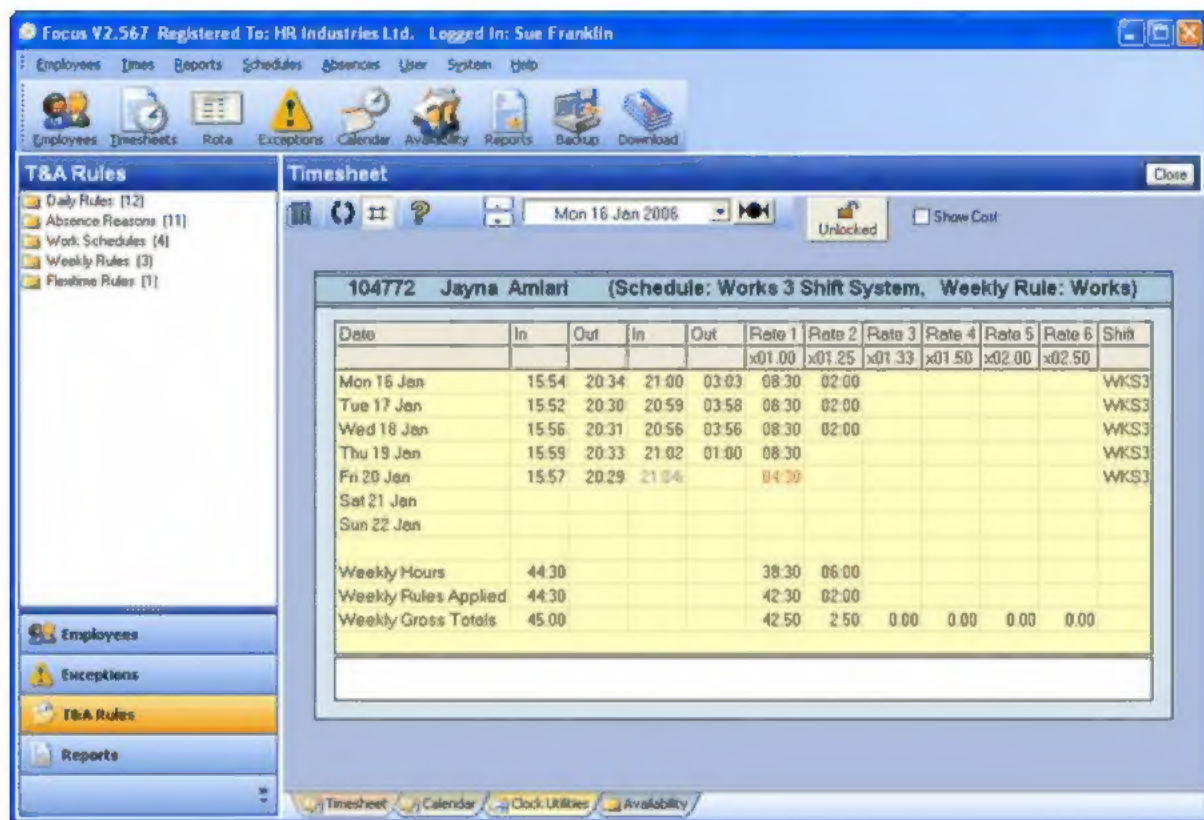 Focus V2.567 Registered To: HR Industries Ltd. Logged In: Sue Franklin
Employees Times Reports Schedules Absences User System Help
Employees Timesheets Rota Exceptions Calendar Availability Reports Backup Download
T&A Rules
Daily Rules (12)
Absence Reasons (11)
Work Schedules (4)
Weekly Rules (3)
Flexitime Rules (1)
Employees
Exceptions
T&A Rules
Reports
Timesheet Close
Mon 16 Jan 2006 Unlocked Show Cost
104772 Jayna Amlani (Schedule: Works 3 Shift System, Weekly Rule: Works)
Date In Out In Out Rate 1 Rate 2 Rate 3 Rate 4 Rate 5 Rate 6 Shift
x01.00 x01.25 x01.33 x01.50 x02.00 x02.50
Mon 16 Jan 15:54 20:34 21:00 03:03 08:30 02:00 WKS3
Tue 17 Jan 15:52 20:30 20:59 03:58 08:30 02:00 WKS3
Wed 18 Jan 15:56 20:31 20:56 03:56 08:30 02:00 WKS3
Thu 19 Jan 15:59 20:33 21:02 01:00 08:30 WKS3
Fri 20 Jan 15:57 20:29 04:30 WKS3
Sat 21 Jan
Sun 22 Jan
Weekly Hours 44:30 38:30 06:00
Weekly Rules Applied 44:30 42:30 02:00
Weekly Gross Totals 45.00 42.50 2.50 0.00 0.00 0.00 0.00
Timesheet Calendar Clock Utilities Availability